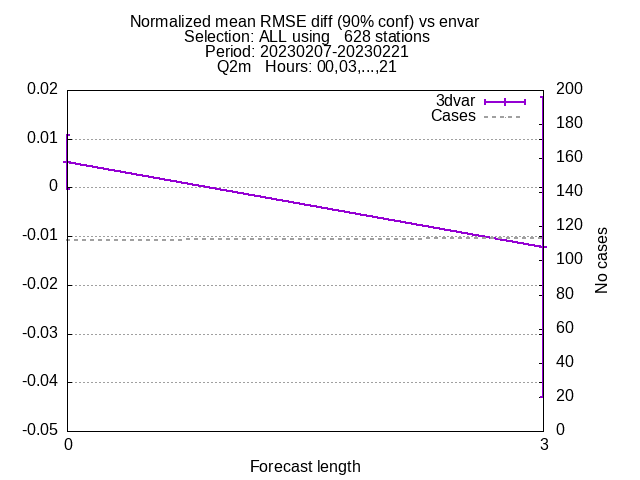 Normalized mean RMSE diff (90% conf) vs envar
Selection: ALL using   628 stations
Period: 20230207-20230221
Q2m   Hours: 00,03,...,21
3dvar
Cases
0.02
0.01
0
-0.01
-0.02
-0.03
-0.04
-0.05
200
180
160
140
120
100
80
60
40
20
0
No cases
0
3
Forecast length